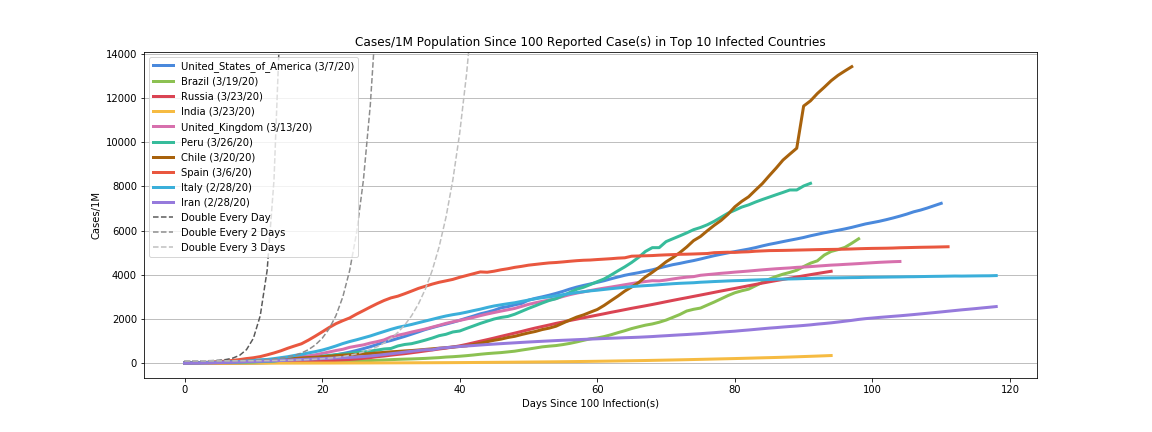 Cases/1M Population Since 100 Reported Case(s) in Top 10 Infected Countries
14000
12000
10000
8000
6000
4000
2000
0
Cases/1M
United_States_of_America (3/7/20)
Brazil (3/19/20)
Russia (3/23/20)
India (3/23/20)
United_Kingdom (3/13/20)
Peru (3/26/20)
Chile (3/20/20)
Spain (3/6/20)
Italy (2/28/20)
Iran (2/28/20)
Double Every Day
Double Every 2 Days
Double Every 3 Days
0 20 40 60 80 100 120
Days Since 100 Infection(s)